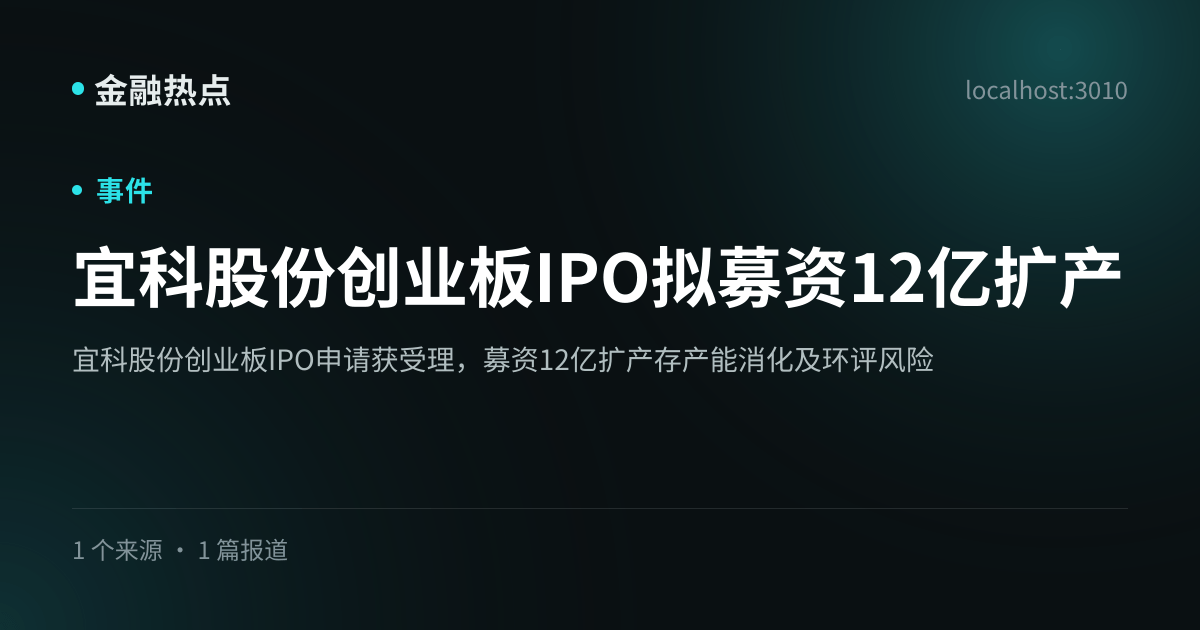 金融热点
localhost:3010
事件
宜科股份创业板IPO拟募资12亿扩产
宜科股份创业板IPO申请获受理，募资12亿扩产存产能消化及环评风险
1 个来源 · 1 篇报道